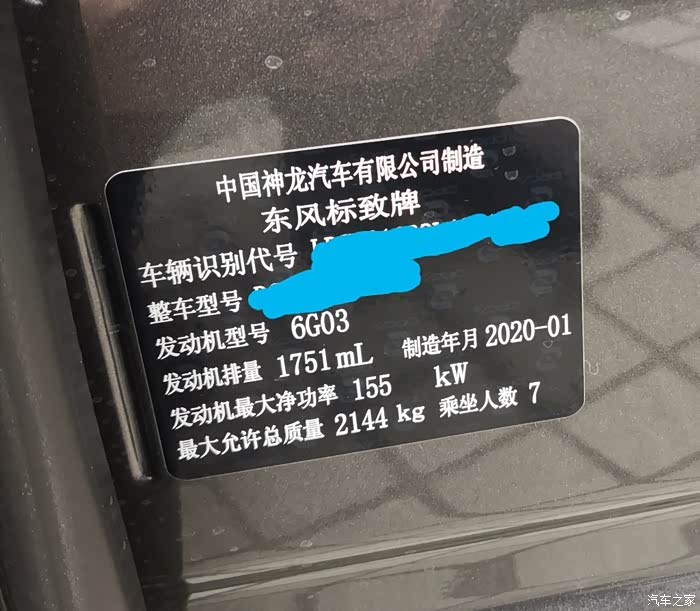 中国神龙汽车有限公司制造
东风标致牌
车辆识别代号
整车型号
发动机型号 6G03
发动机排量 1751mL 制造年月 2020-01
发动机最大净功率 155 kW
最大允许总质量 2144 kg 乘坐人数 7
汽车之家